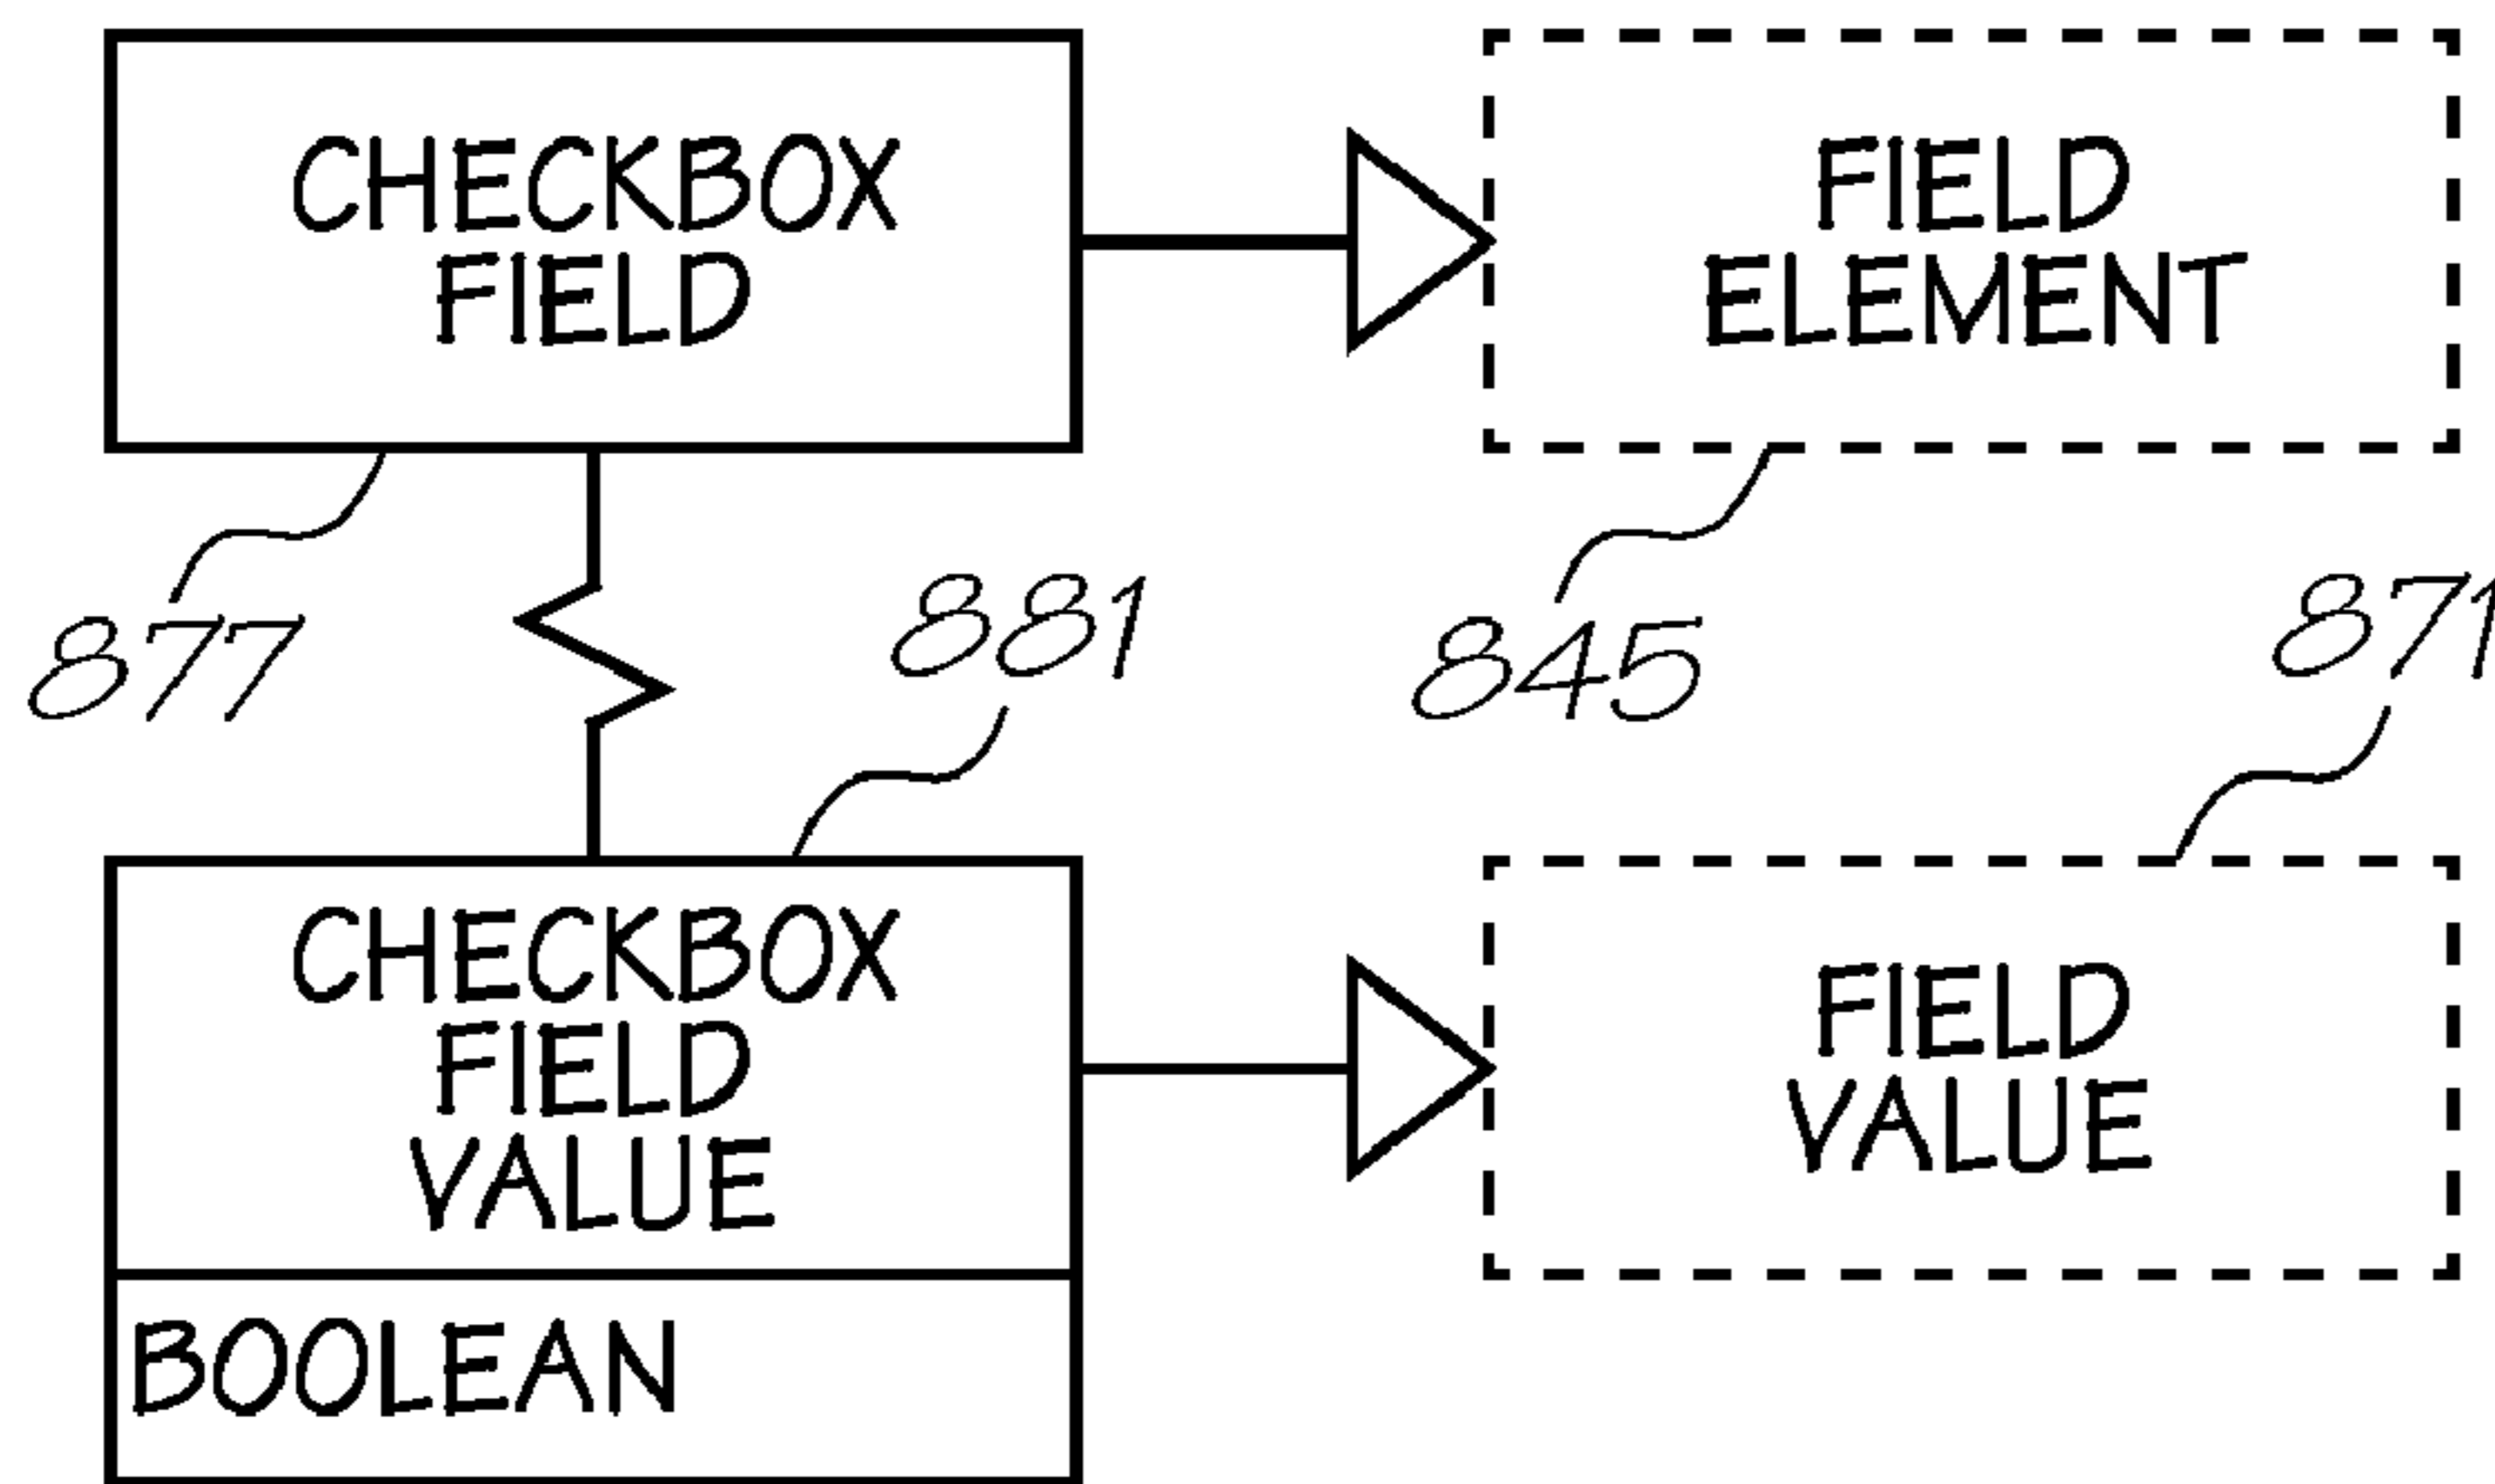 CHECKBOX
FIELD
FIELD
ELEMENT
877
881
845
871
CHECKBOX
FIELD
VALUE
FIELD
VALUE
BOOLEAN